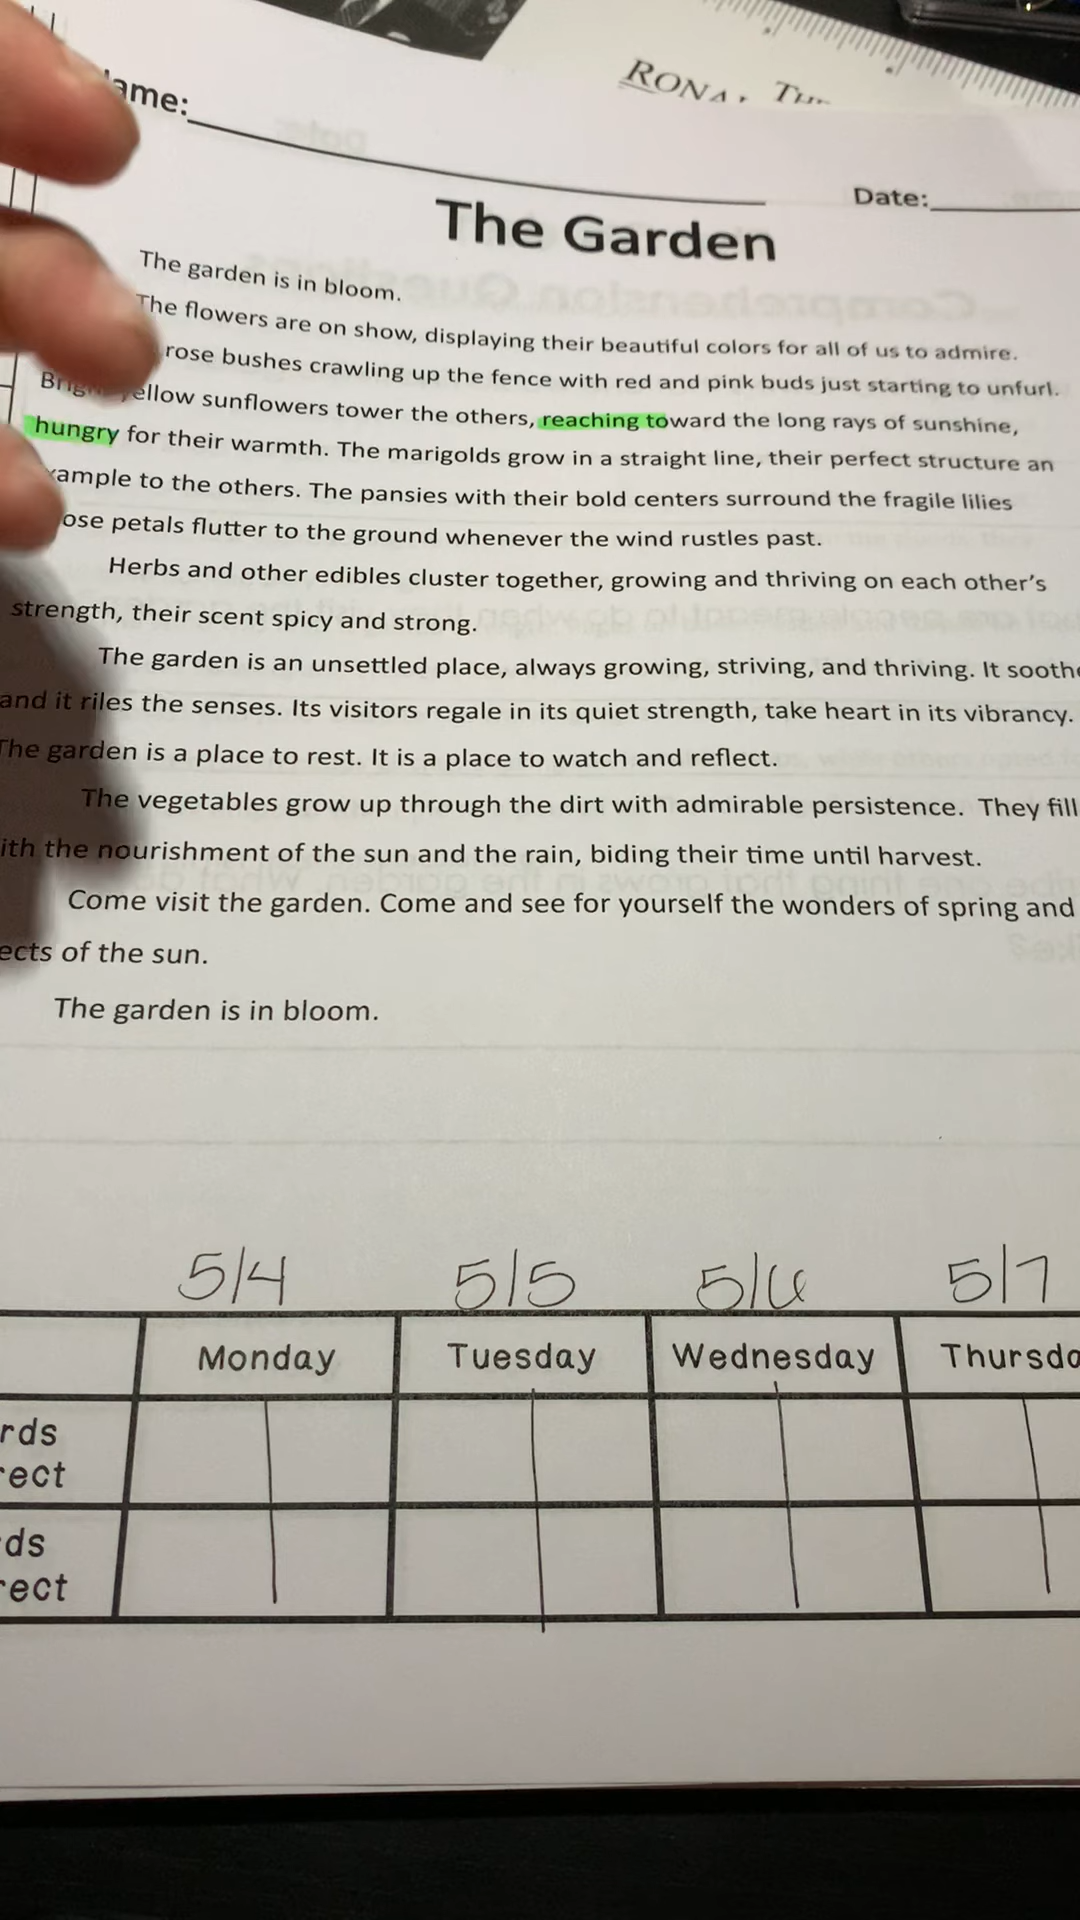 RONA, THE
ame:
Date:
The Garden
The garden is in bloom.
The flowers are on show, displaying their beautiful colors for all of us to admire.
rose bushes crawling up the fence with red and pink buds just starting to unfurl.
ellow sunflowers tower the others, reaching toward the long rays of sunshine,
hungry for their warmth. The marigolds grow in a straight line, their perfect structure an
ample to the others. The pansies with their bold centers surround the fragile lilies
ose petals flutter to the ground whenever the wind rustles past.
Herbs and other edibles cluster together, growing and thriving on each other's
strength, their scent spicy and strong.
The garden is an unsettled place, always growing, striving, and thriving. It soothe
and it riles the senses. Its visitors regale in its quiet strength, take heart in its vibrancy.
The garden is a place to rest. It is a place to watch and reflect.
The vegetables grow up through the dirt with admirable persistence. They fill
ith the nourishment of the sun and the rain, biding their time until harvest.
Come visit the garden. Come and see for yourself the wonders of spring and
ects of the sun.
The garden is in bloom.
5/4 5/5 5/6 5/7
Monday Tuesday Wednesday Thursda
rds
rect
ds
rect